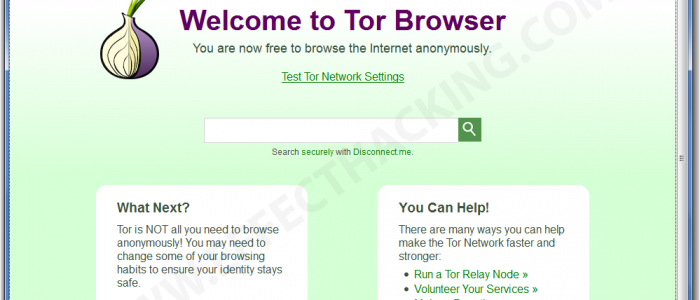 Welcome to Tor Browser
You are now free to browse the Internet anonymously.
Test Tor Network Settings
Search securely with Disconnect.me.
What Next?
Tor is NOT all you need to browse
anonymously! You may need to
change some of your browsing
habits to ensure your identity stays
safe.
You Can Help!
There are many ways you can help
make the Tor Network faster and
stronger:
Run a Tor Relay Node »
Volunteer Your Services »